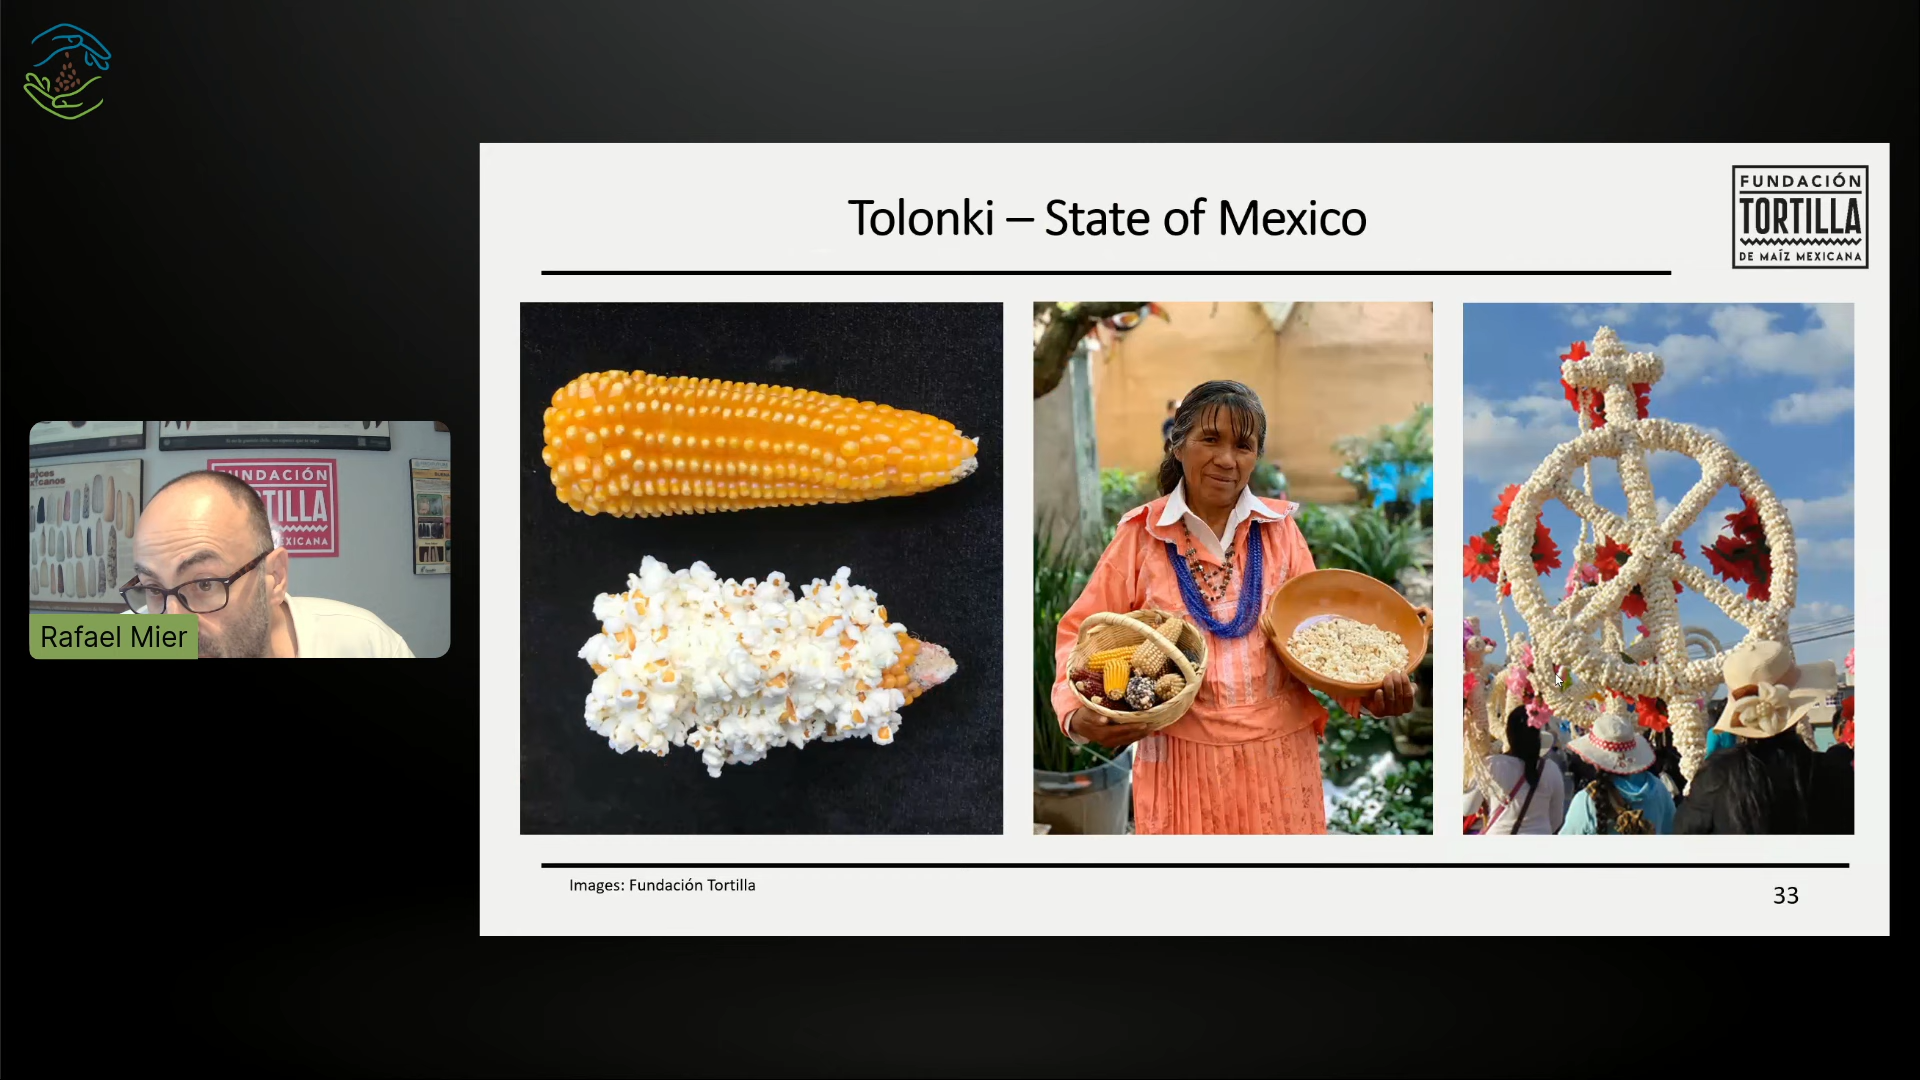 Tolonki – State of Mexico
FUNDACIÓN
TORTILLA
DE MAÍZ MEXICANA
FUNDACIÓN
TORTILLA
MEXICANA
Rafael Mier
Images: Fundación Tortilla
33